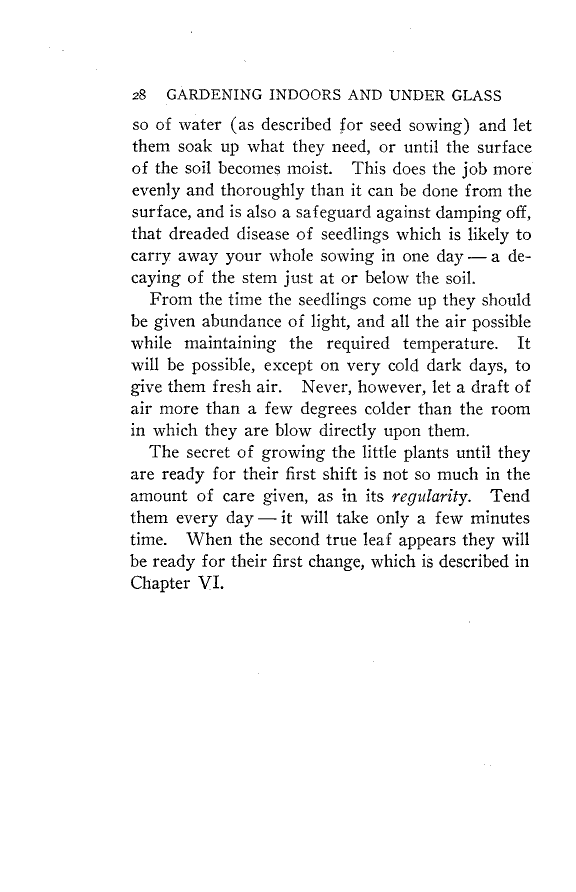 28 GARDENING INDOORS AND UNDER GLASS
so of water (as described for seed sowing) and let
them soak up what they need, or until the surface
of the soil becomes moist. This does the job more
evenly and thoroughly than it can be done from the
surface, and is also a safeguard against damping off,
that dreaded disease of seedlings which is likely to
carry away your whole sowing in one day — a de-
caying of the stem just at or below the soil.
From the time the seedlings come up they should
be given abundance of light, and all the air possible
while maintaining the required temperature. It
will be possible, except on very cold dark days, to
give them fresh air. Never, however, let a draft of
air more than a few degrees colder than the room
in which they are blow directly upon them.
The secret of growing the little plants until they
are ready for their first shift is not so much in the
amount of care given, as in its regularity. Tend
them every day — it will take only a few minutes
time. When the second true leaf appears they will
be ready for their first change, which is described in
Chapter VI.